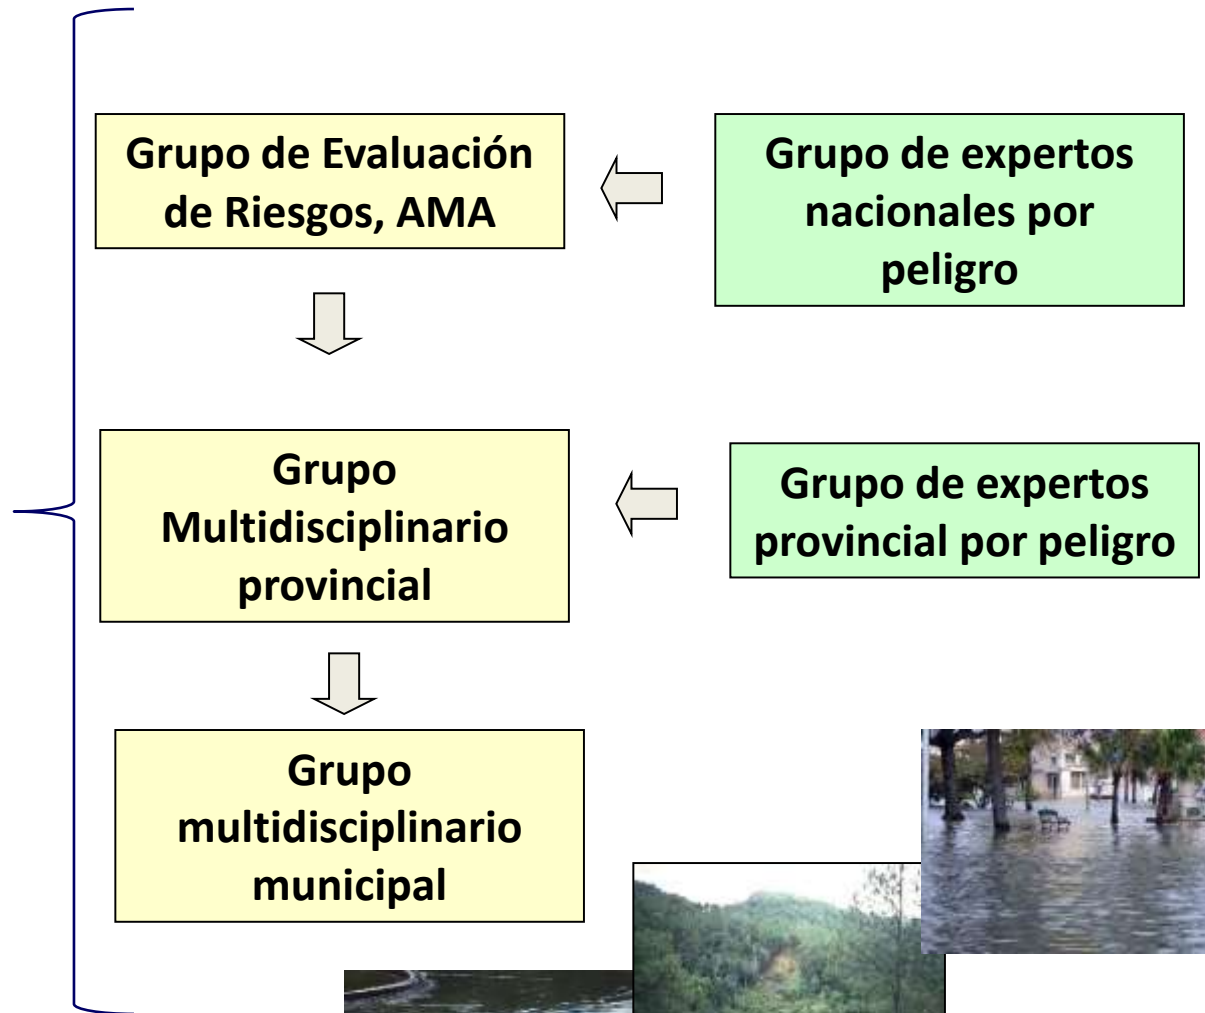 Grupo de Evaluación
de Riesgos, AMA
Grupo de expertos
nacionales por
peligro
Grupo
Multidisciplinario
provincial
Grupo de expertos
provincial por peligro
Grupo
multidisciplinario
municipal